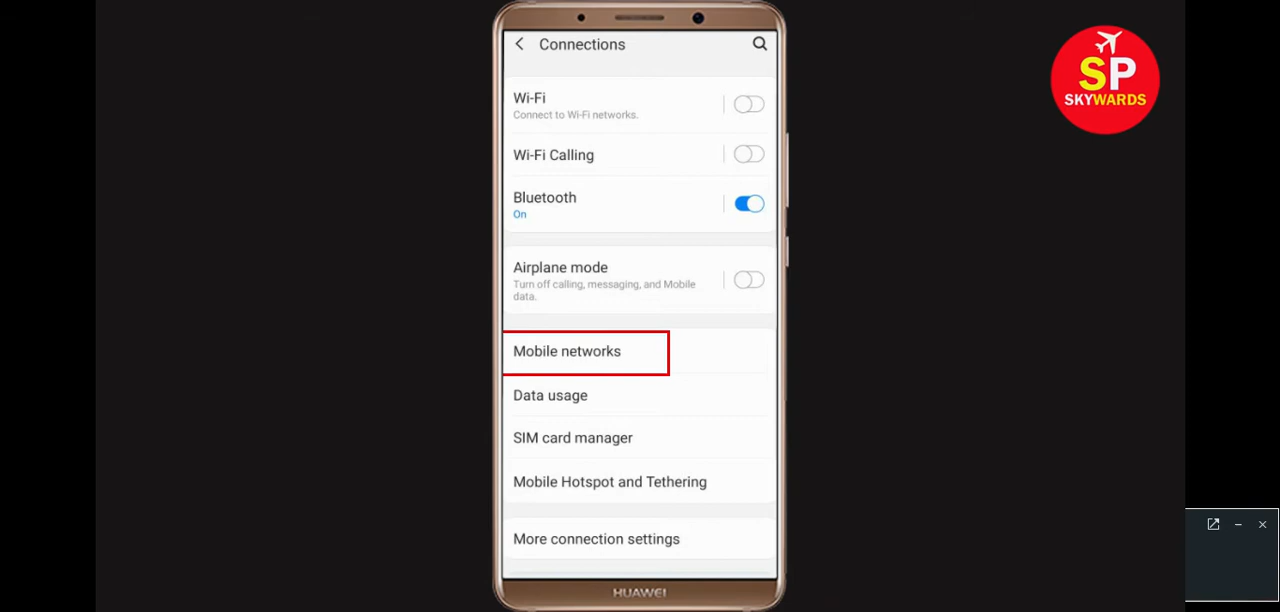 Connections
SP
SKYWARDS
Wi-Fi
Connect to Wi-Fi networks.
Wi-Fi Calling
Bluetooth
On
Airplane mode
Turn off calling, messaging, and Mobile
data.
Mobile networks
Data usage
SIM card manager
Mobile Hotspot and Tethering
More connection settings
HUAWEI